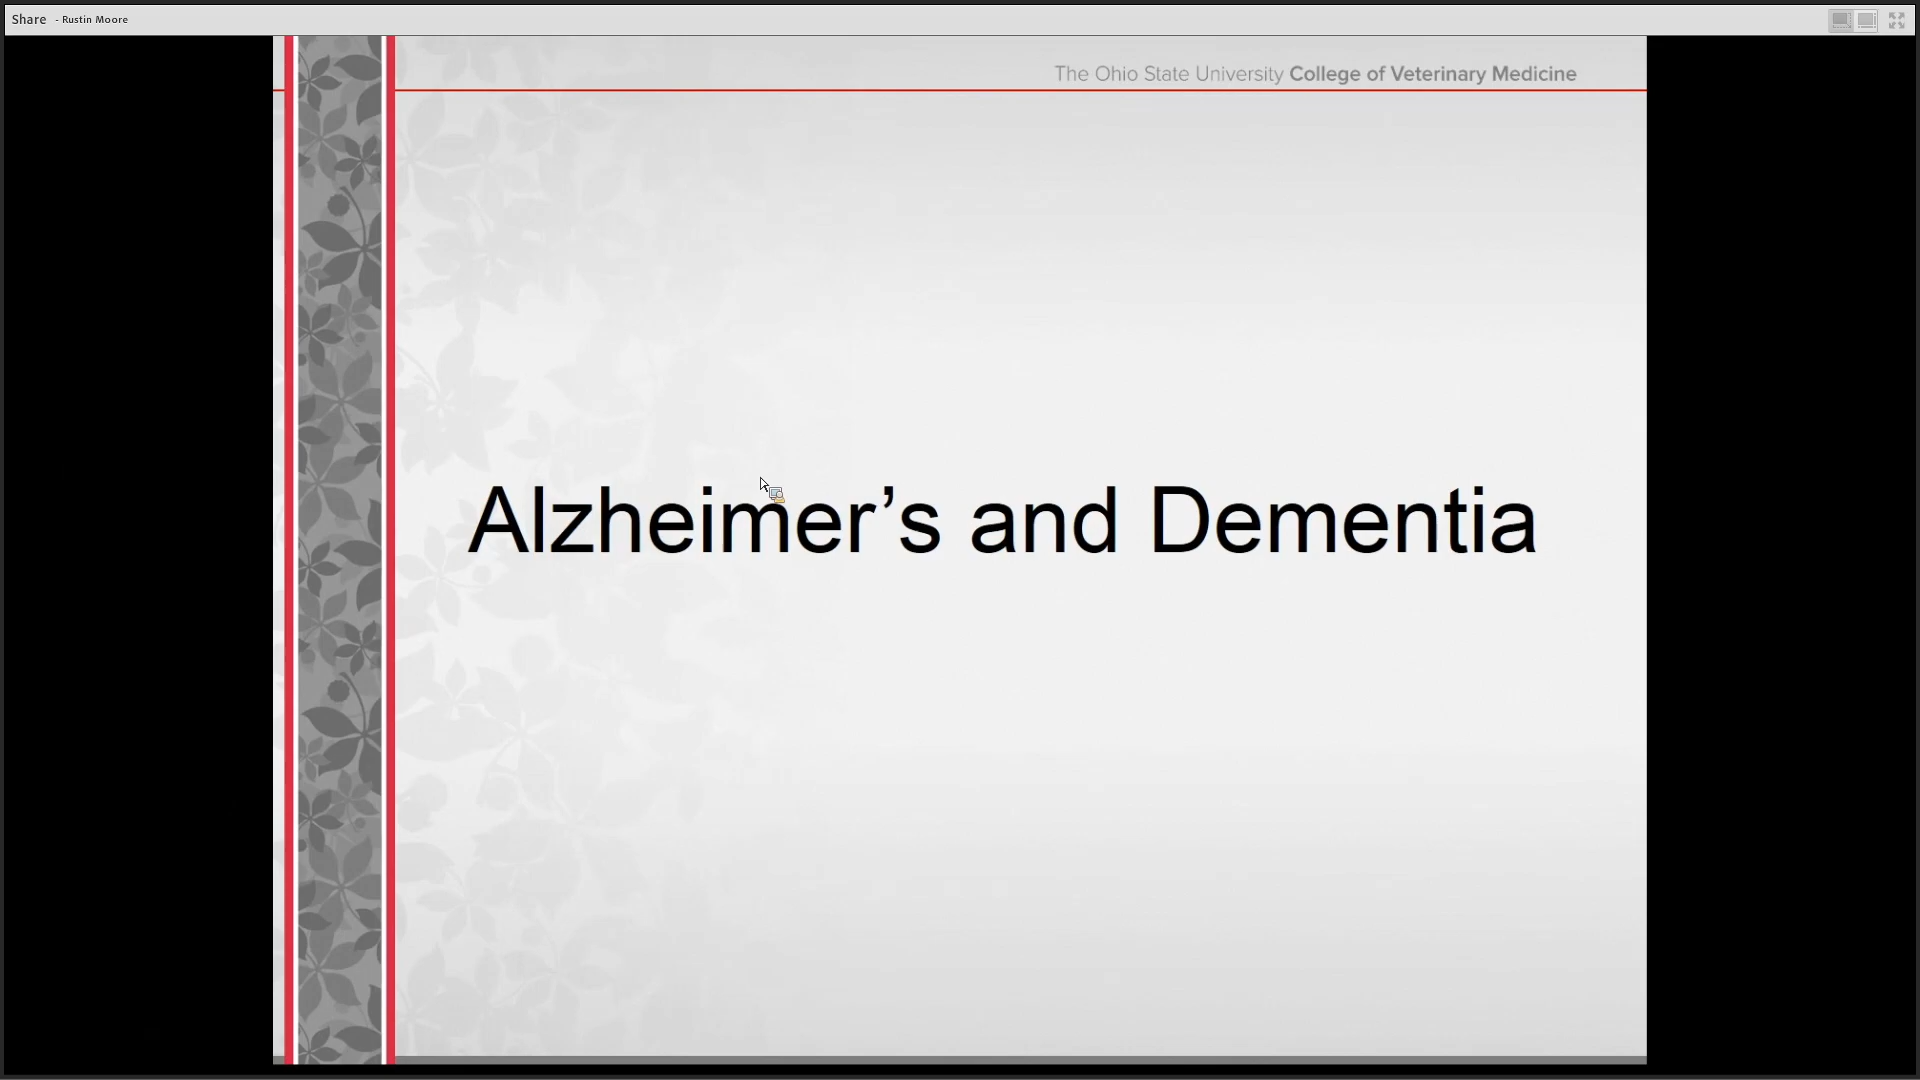 Share - Rustin Moore
The Ohio State University College of Veterinary Medicine
Alzheimer’s and Dementia